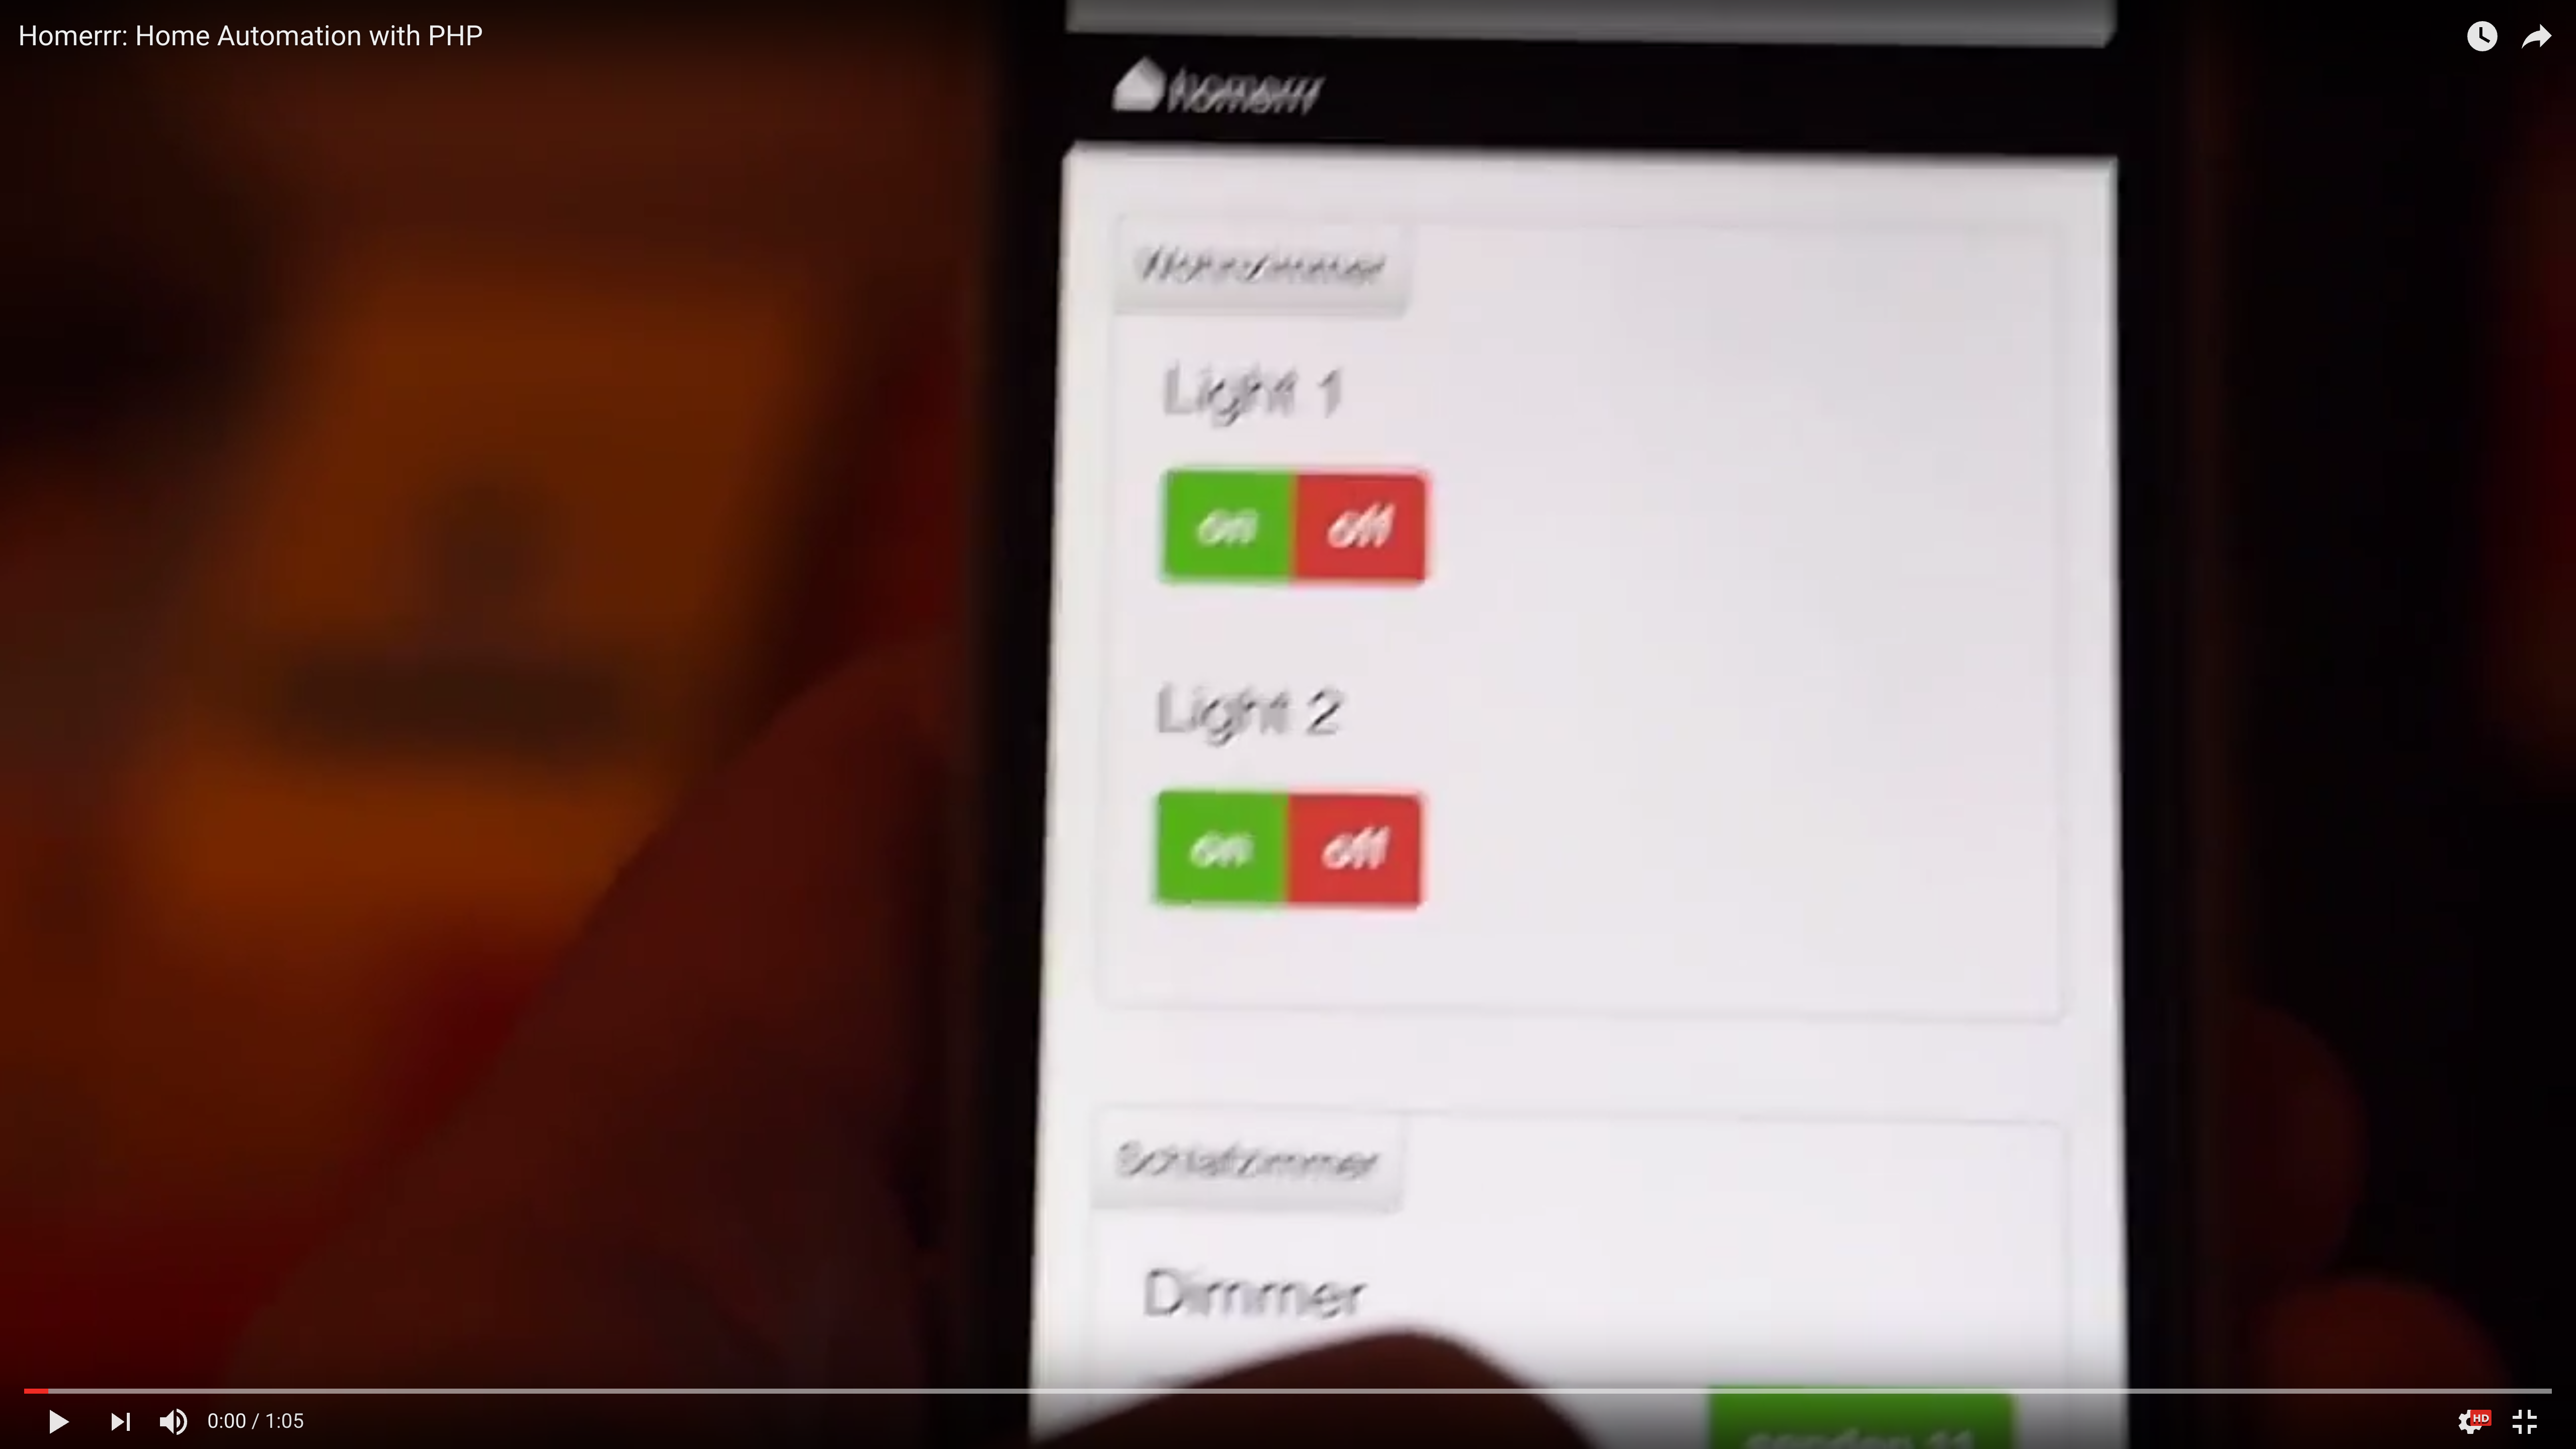 Homerrr: Home Automation with PHP
homerrr
Wohnzimmer
Light 1
on off
Light 2
on off
Schlafzimmer
Dimmer
0:00 / 1:05
HD